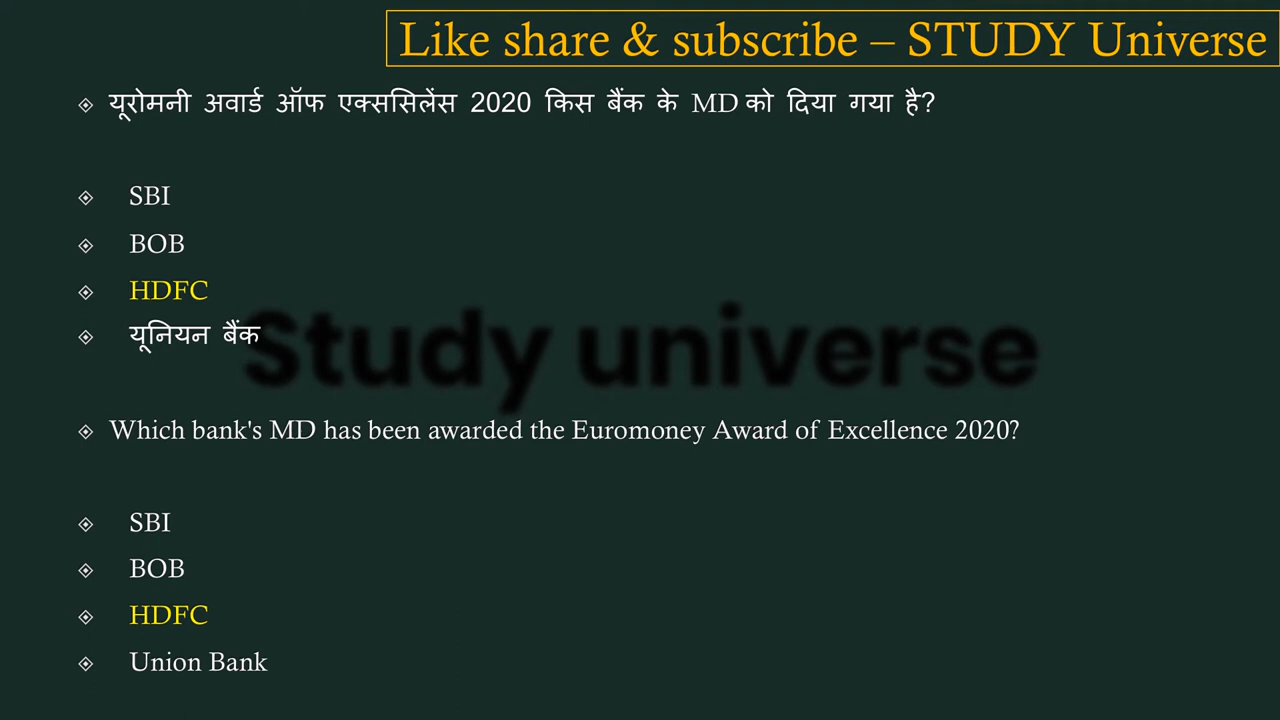 Like share & subscribe – STUDY Universe
यूरोमनी अवार्ड ऑफ एक्ससिलेंस 2020 किस बैंक के MD को दिया गया है?
SBI
BOB
HDFC
यूनियन बैंक
Study universe
Which bank's MD has been awarded the Euromoney Award of Excellence 2020?
SBI
BOB
HDFC
Union Bank